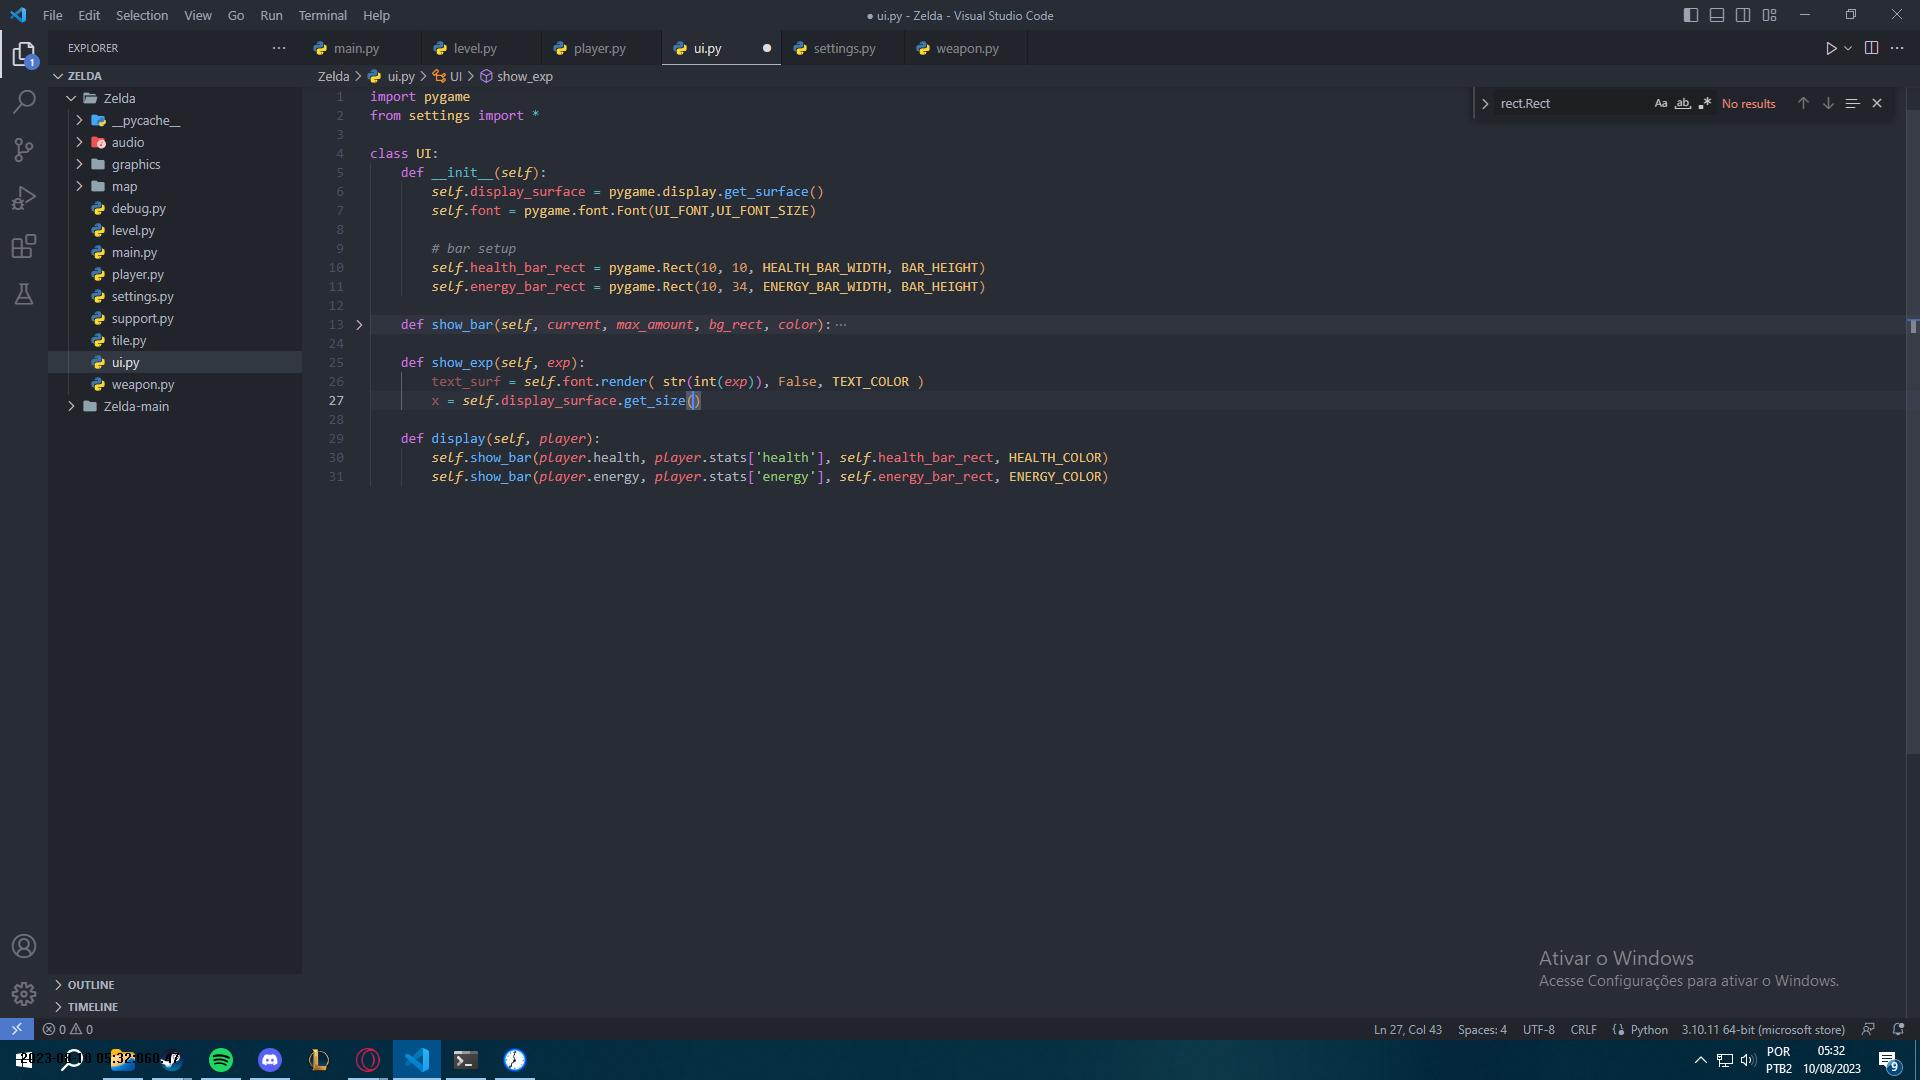 File Edit Selection View Go Run Terminal Help
● ui.py - Zelda - Visual Studio Code
EXPLORER ···
main.py level.py player.py ui.py settings.py weapon.py
ZELDA
Zelda > ui.py > UI > show_exp
Zelda
__pycache__
audio
graphics
map
debug.py
level.py
main.py
player.py
settings.py
support.py
tile.py
ui.py
weapon.py
Zelda-main
OUTLINE
TIMELINE
1
import pygame
2
from settings import *
3
4
class UI:
5
def __init__(self):
6
self.display_surface = pygame.display.get_surface()
7
self.font = pygame.font.Font(UI_FONT,UI_FONT_SIZE)
8
9
# bar setup
10
self.health_bar_rect = pygame.Rect(10, 10, HEALTH_BAR_WIDTH, BAR_HEIGHT)
11
self.energy_bar_rect = pygame.Rect(10, 34, ENERGY_BAR_WIDTH, BAR_HEIGHT)
12
13
def show_bar(self, current, max_amount, bg_rect, color):···
24
25
def show_exp(self, exp):
26
text_surf = self.font.render( str(int(exp)), False, TEXT_COLOR )
27
x = self.display_surface.get_size()
28
29
def display(self, player):
30
self.show_bar(player.health, player.stats['health'], self.health_bar_rect, HEALTH_COLOR)
31
self.show_bar(player.energy, player.stats['energy'], self.energy_bar_rect, ENERGY_COLOR)
rect.Rect Aa ab .* No results
1
Ativar o Windows
Acesse Configurações para ativar o Windows.
0 0
Ln 27, Col 43 Spaces: 4 UTF-8 CRLF Python 3.10.11 64-bit (microsoft store)
POR
PTB2
05:32
10/08/2023
9